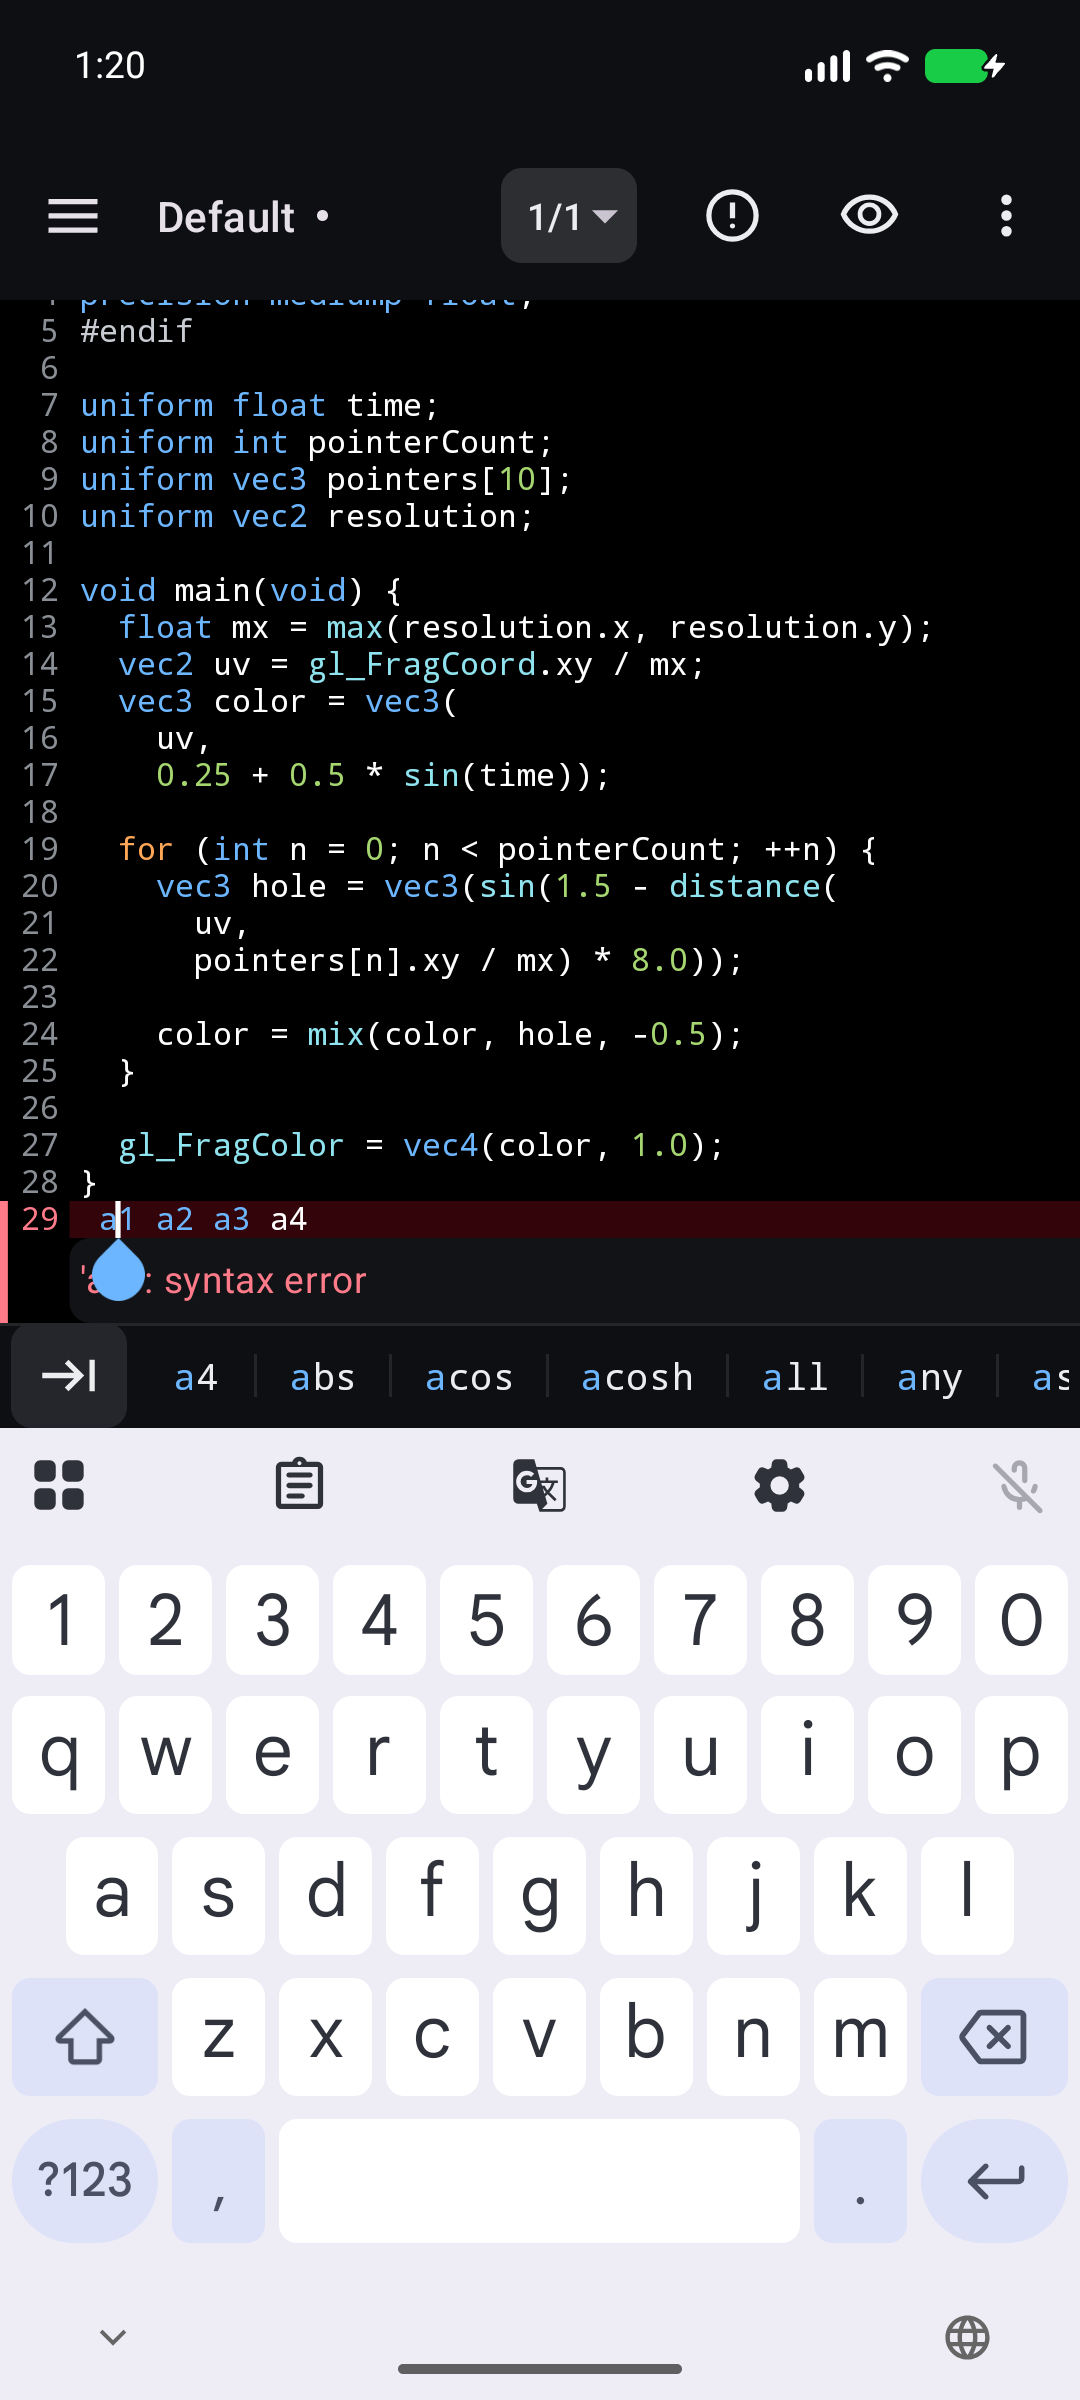 1:20
Default •
1/1
precision mediump float;
5 #endif
6
7 uniform float time;
8 uniform int pointerCount;
9 uniform vec3 pointers[10];
10 uniform vec2 resolution;
11
12 void main(void) {
13 float mx = max(resolution.x, resolution.y);
14 vec2 uv = gl_FragCoord.xy / mx;
15 vec3 color = vec3(
16 uv,
17 0.25 + 0.5 * sin(time));
18
19 for (int n = 0; n < pointerCount; ++n) {
20 vec3 hole = vec3(sin(1.5 - distance(
21 uv,
22 pointers[n].xy / mx) * 8.0));
23
24 color = mix(color, hole, -0.5);
25 }
26
27 gl_FragColor = vec4(color, 1.0);
28 }
29 a1 a2 a3 a4
: syntax error
a4 abs acos acosh all any as
1 2 3 4 5 6 7 8 9 0
q w e r t y u i o p
a s d f g h j k l
z x c v b n m
?123 , .